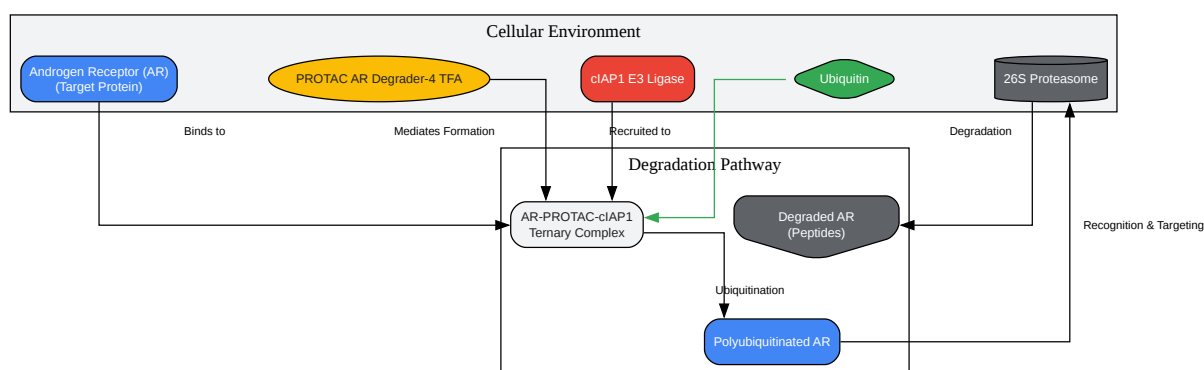 Cellular Environment
Androgen Receptor (AR)
(Target Protein)
PROTAC AR Degrader-4 TFA
cIAP1 E3 Ligase
Ubiquitin
26S Proteasome
Binds to
Mediates Formation
Recruited to
Degradation
Degradation Pathway
AR-PROTAC-cIAP1
Ternary Complex
Degraded AR
(Peptides)
Recognition & Targeting
Ubiquitination
Polyubiquitinated AR